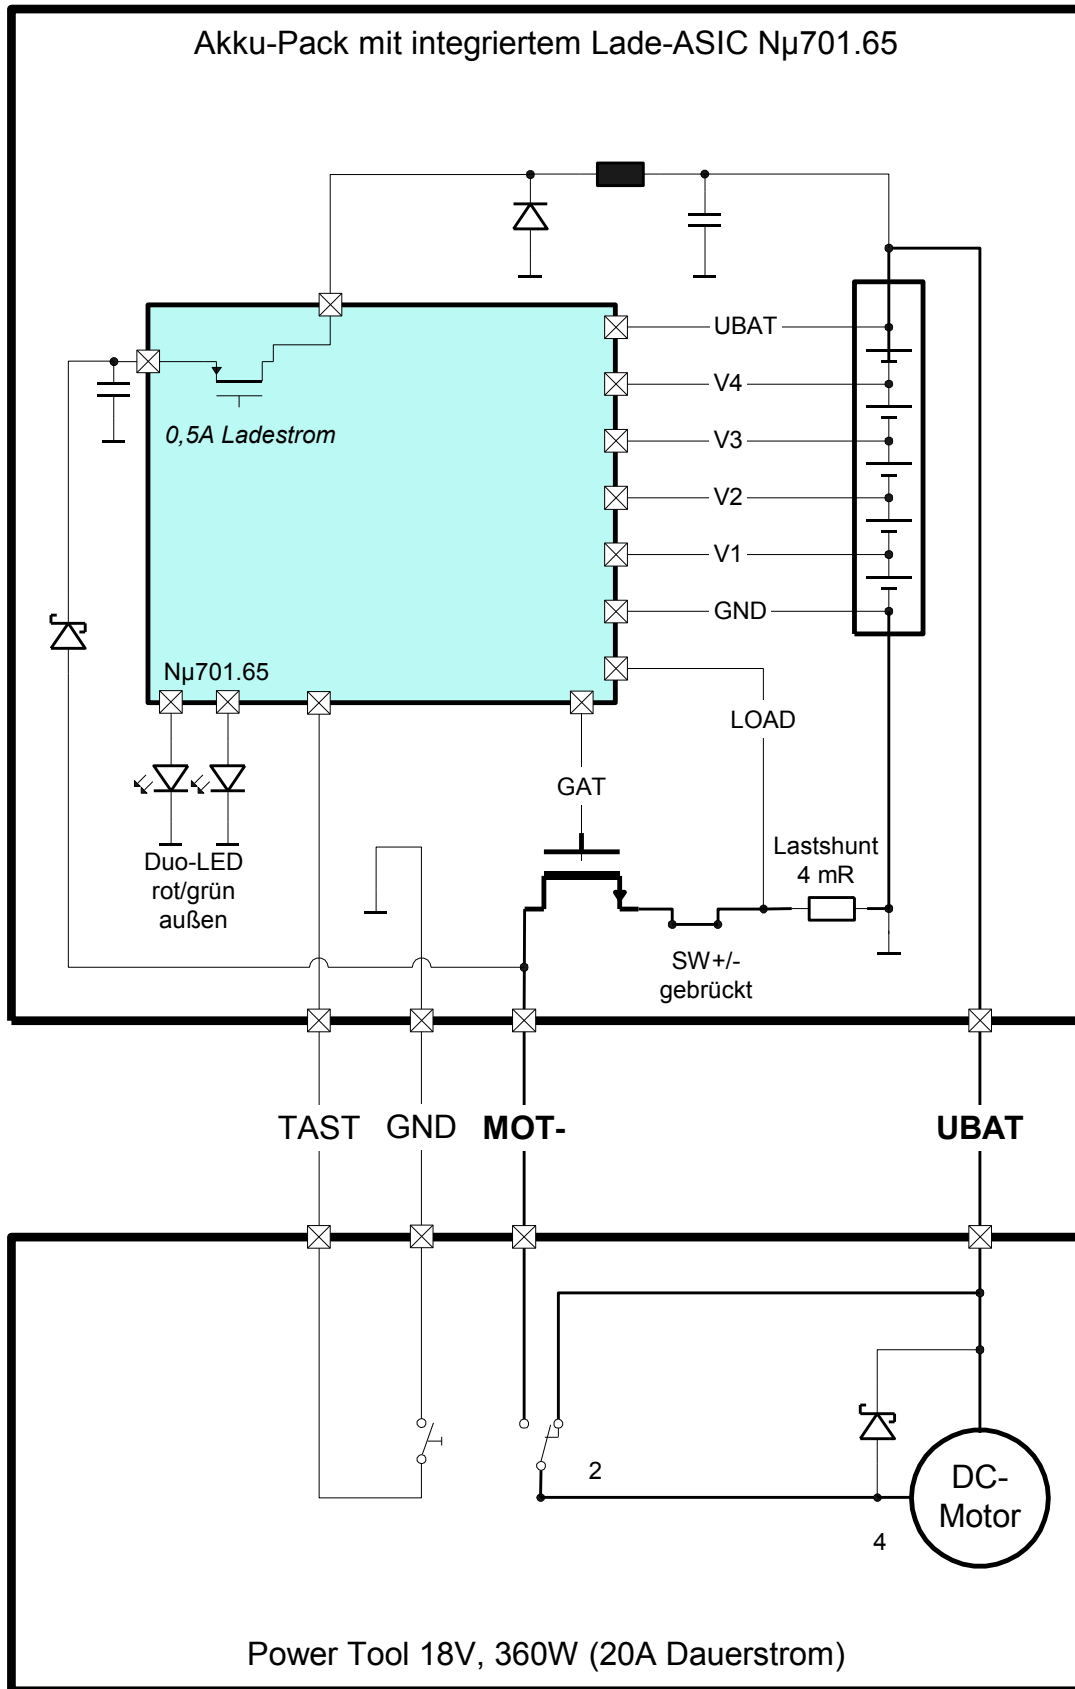 Akku-Pack mit integriertem Lade-ASIC Nµ701.65
UBAT
V4
0,5A Ladestrom
V3
V2
V1
GND
Nµ701.65
LOAD
GAT
Duo-LED
rot/grün
außen
Lastshunt
4 mR
SW+/-
gebrückt
TAST
GND
MOT-
UBAT
2
DC-
Motor
4
Power Tool 18V, 360W (20A Dauerstrom)